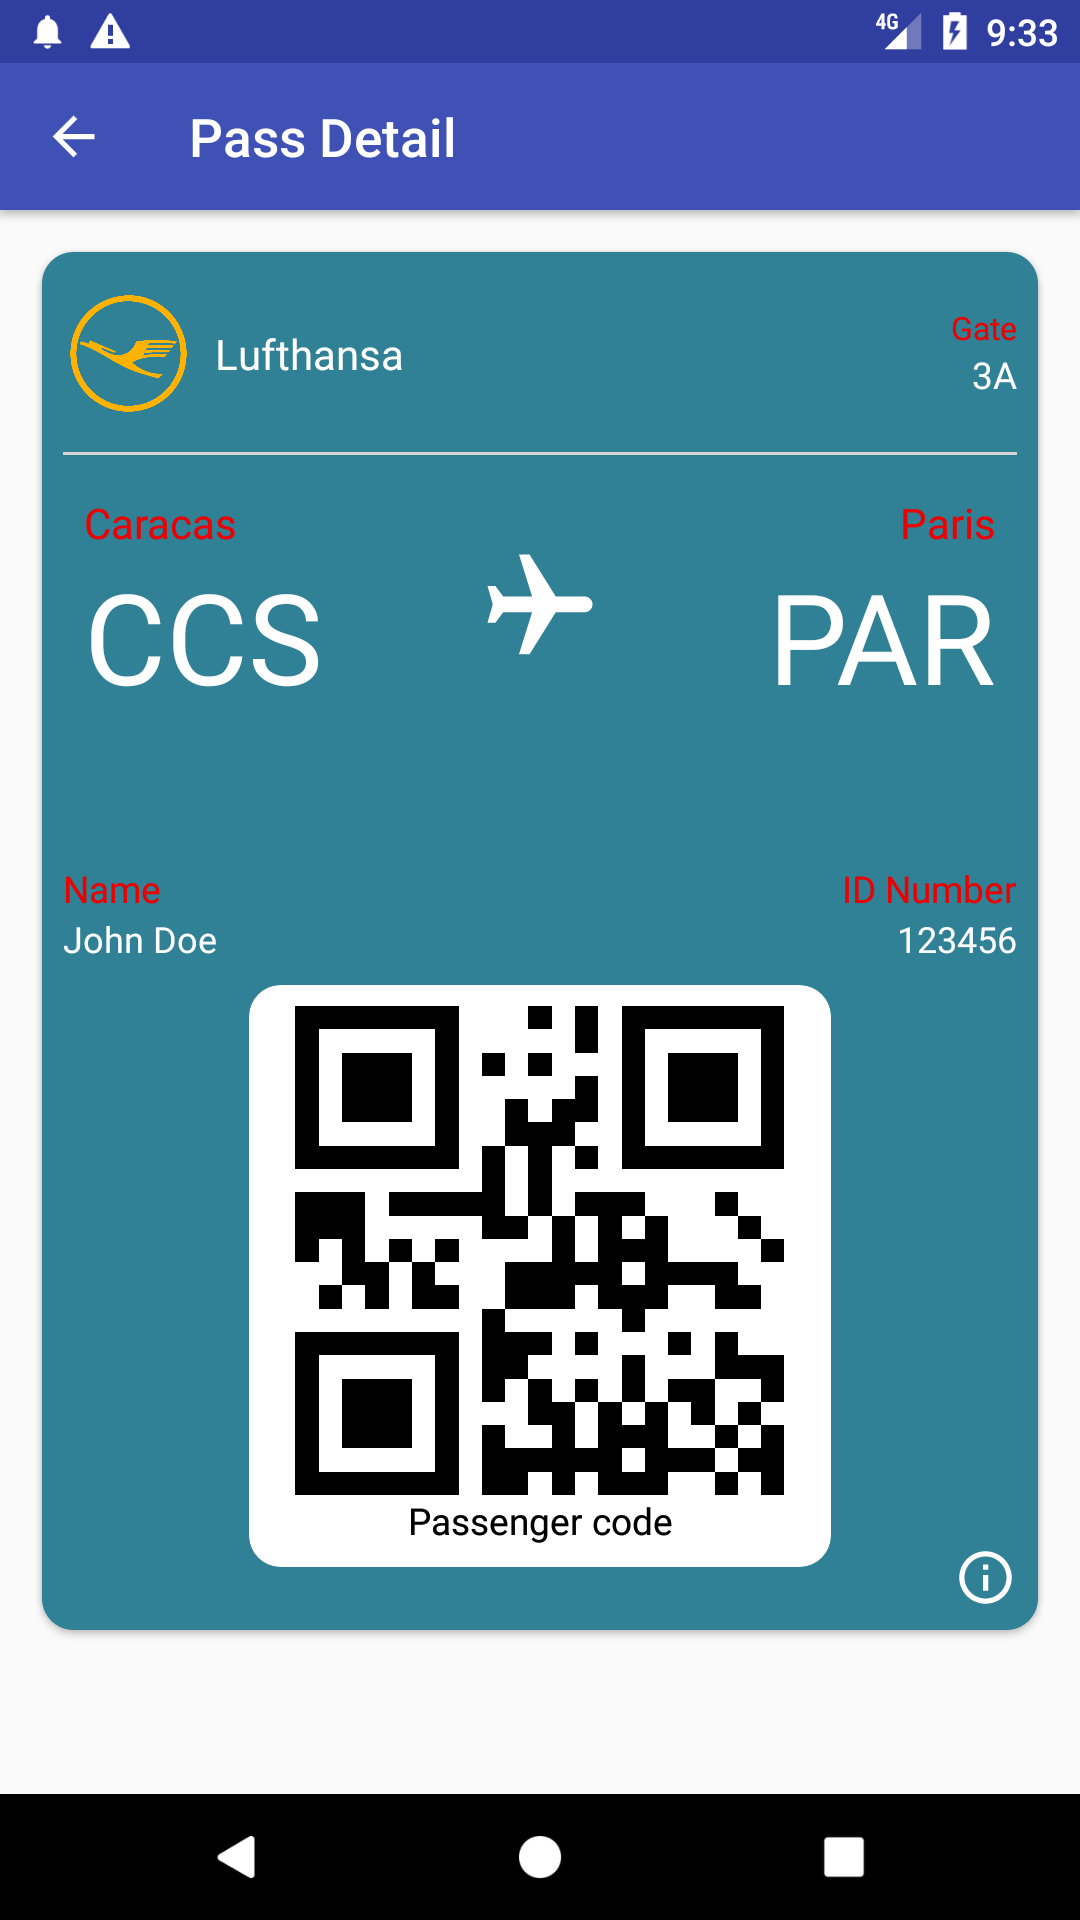 4G 9:33
Pass Detail
Lufthansa
Gate
3A
Caracas
Paris
CCS
PAR
Name
ID Number
John Doe
123456
Passenger code